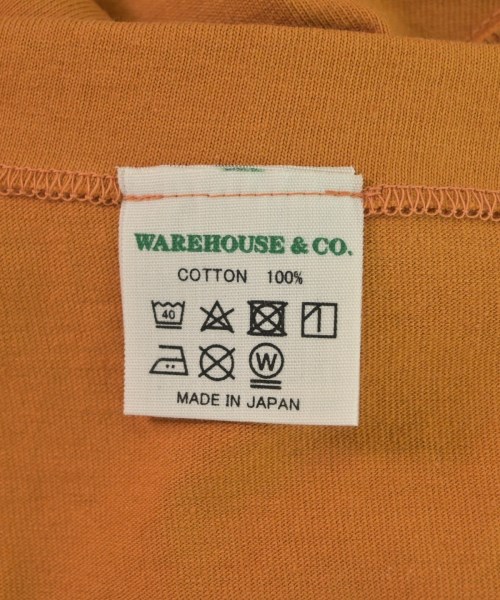 WAREHOUSE & CO.
COTTON 100%
40
W
MADE IN JAPAN